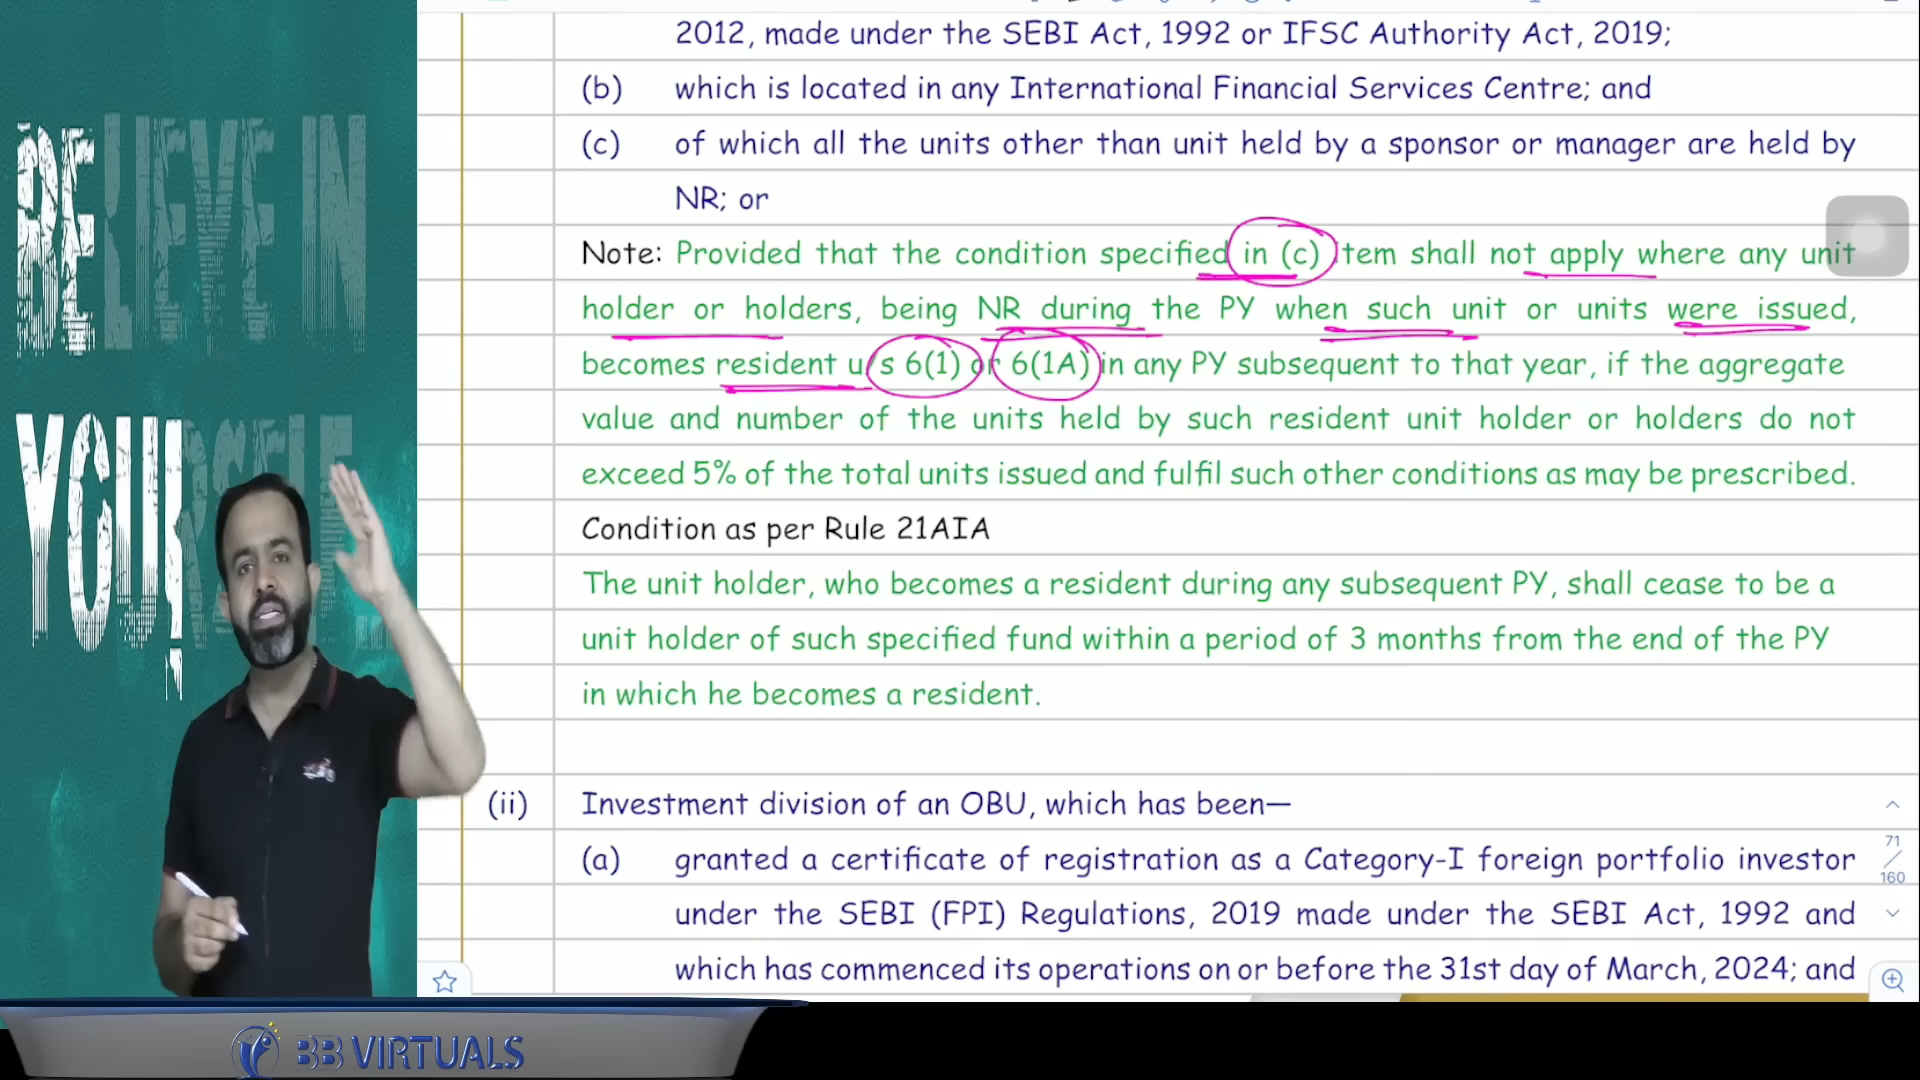 BELIEVE IN
YOURSELF
2012, made under the SEBI Act, 1992 or IFSC Authority Act, 2019;
(b) which is located in any International Financial Services Centre; and
(c) of which all the units other than unit held by a sponsor or manager are held by
NR; or
Note: Provided that the condition specified in (c) item shall not apply where any unit
holder or holders, being NR during the PY when such unit or units were issued,
becomes resident u/s 6(1) or 6(1A) in any PY subsequent to that year, if the aggregate
value and number of the units held by such resident unit holder or holders do not
exceed 5% of the total units issued and fulfil such other conditions as may be prescribed.
Condition as per Rule 21AIA
The unit holder, who becomes a resident during any subsequent PY, shall cease to be a
unit holder of such specified fund within a period of 3 months from the end of the PY
in which he becomes a resident.
(ii) Investment division of an OBU, which has been—
(a) granted a certificate of registration as a Category-I foreign portfolio investor
under the SEBI (FPI) Regulations, 2019 made under the SEBI Act, 1992 and
which has commenced its operations on or before the 31st day of March, 2024; and
71
160
BB VIRTUALS